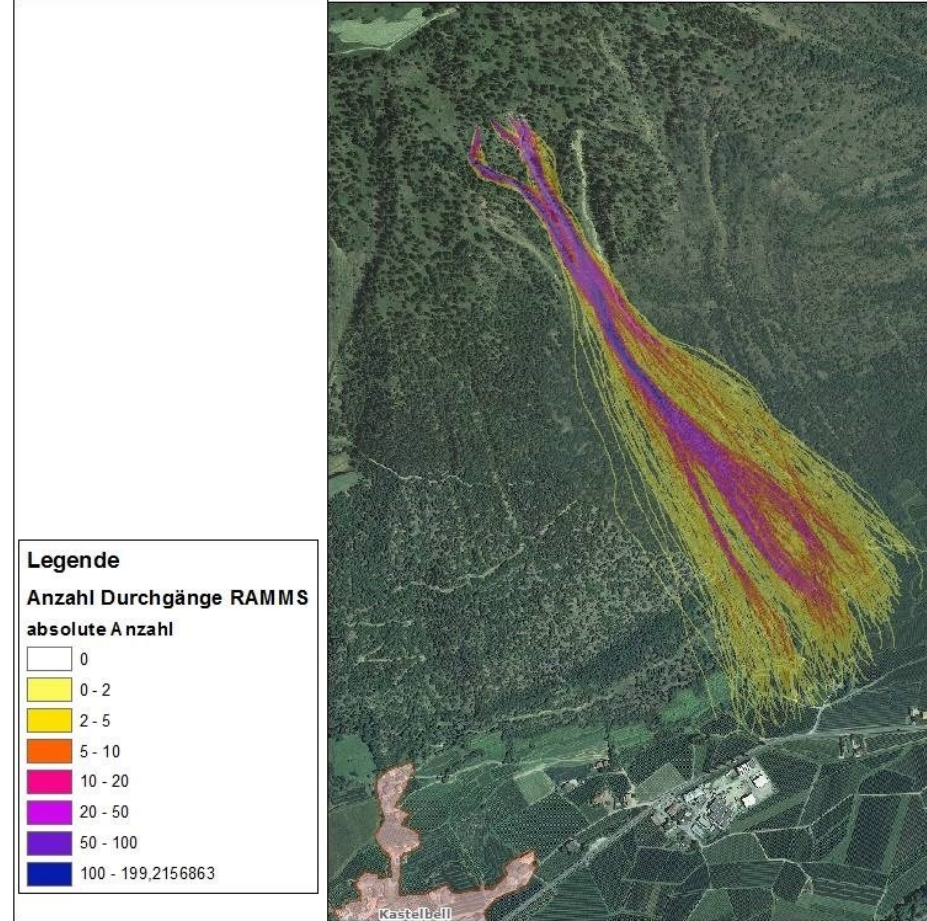 Legende
Anzahl Durchgänge RAMMS
absolute Anzahl
0
0 - 2
2 - 5
5 - 10
10 - 20
20 - 50
50 - 100
100 - 199,2156863
Kastelbell